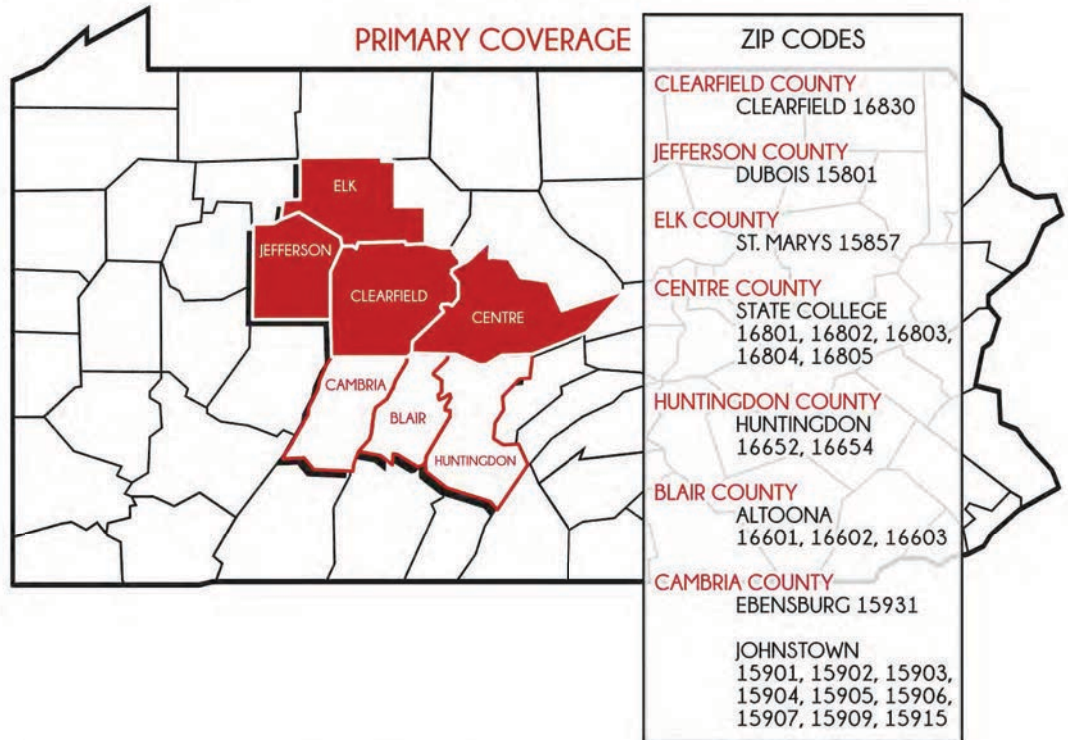 PRIMARY COVERAGE
ELK
JEFFERSON
CLEARFIELD
CENTRE
CAMBRIA
BLAIR
HUNTINGDON
ZIP CODES
CLEARFIELD COUNTY
CLEARFIELD 16830
JEFFERSON COUNTY
DUBOIS 15801
ELK COUNTY
ST. MARYS 15857
CENTRE COUNTY
STATE COLLEGE
16801, 16802, 16803,
16804, 16805
HUNTINGDON COUNTY
HUNTINGDON
16652, 16654
BLAIR COUNTY
ALTOONA
16601, 16602, 16603
CAMBRIA COUNTY
EBENSBURG 15931
JOHNSTOWN
15901, 15902, 15903,
15904, 15905, 15906,
15907, 15909, 15915